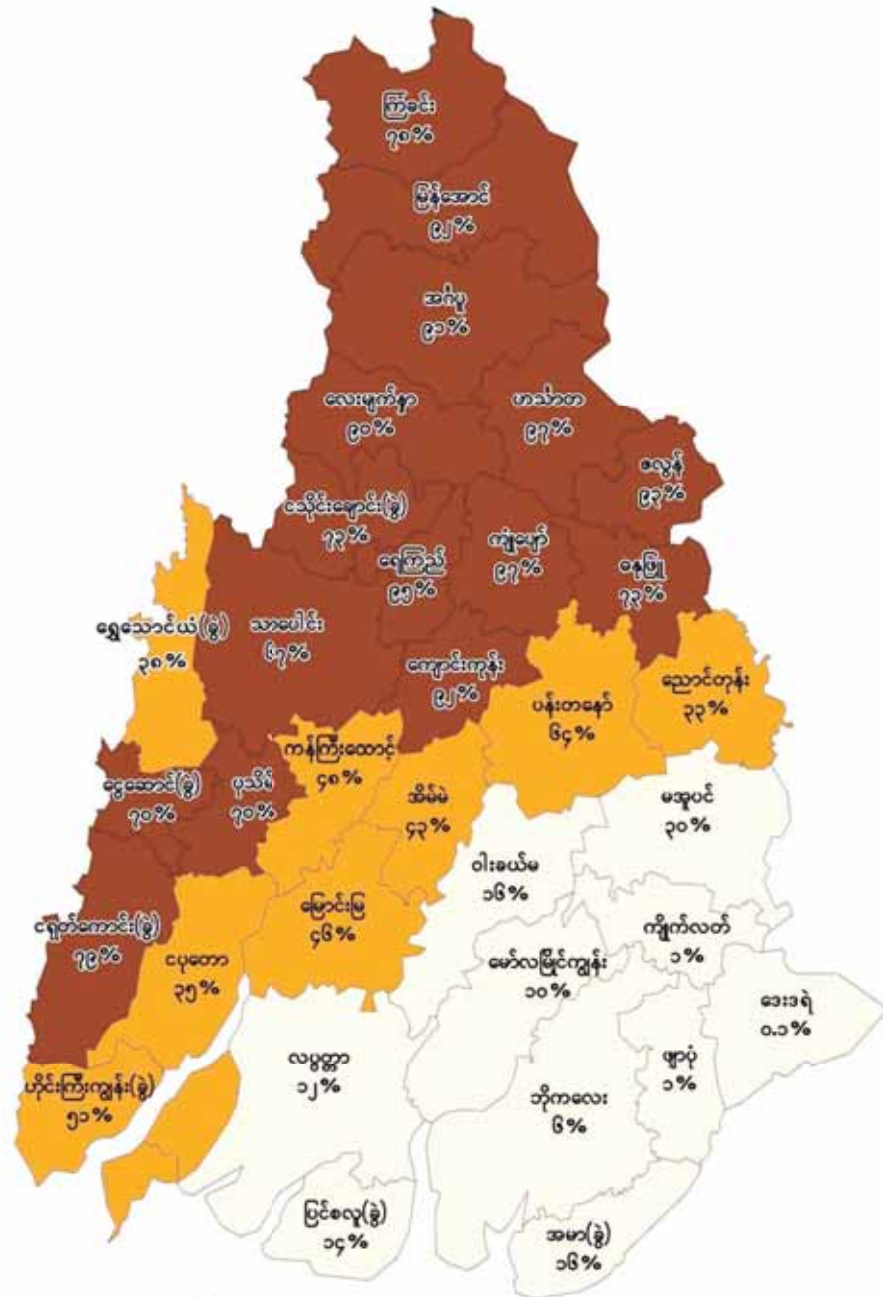 ကြံခင်း
၇၈%
မြန်အောင်
၉၂%
အင်္ဂပူ
၉၁%
လေးမျက်နှာ
၉၀%
ဟင်္သာတ
၉၇%
ဇလွန်
၉၃%
ငသိုင်းချောင်း(ခွဲ)
၇၃%
ရေကြည်
၉၅%
ကျုံပျော်
၉၇%
ဓနုဖြူ
၇၃%
ရွှေသောင်ယံ(ခွဲ)
၃၈%
သာပေါင်း
၆၇%
ကျောင်းကုန်း
၉၂%
ပန်းတနော်
၆၄%
ညောင်တုန်း
၃၃%
ငွေဆောင်(ခွဲ)
၇၀%
ပုသိမ်
၇၀%
ကန်ကြီးထောင့်
၄၈%
အိမ်မဲ
၄၃%
မအူပင်
၃၀%
ဝါးခယ်မ
၁၆%
ငရုတ်ကောင်း(ခွဲ)
၇၉%
ငပုတော
၃၅%
မြောင်းမြ
၄၆%
မော်လမြိုင်ကျွန်း
၁၀%
ကျိုက်လတ်
၁%
ဒေးဒရဲ
၀.၁%
ဟိုင်းကြီးကျွန်း(ခွဲ)
၅၁%
လပွတ္တာ
၁၂%
ဘိုကလေး
၆%
ဖျာပုံ
၁%
ပြင်စလူ(ခွဲ)
၁၄%
အမာ(ခွဲ)
၁၆%